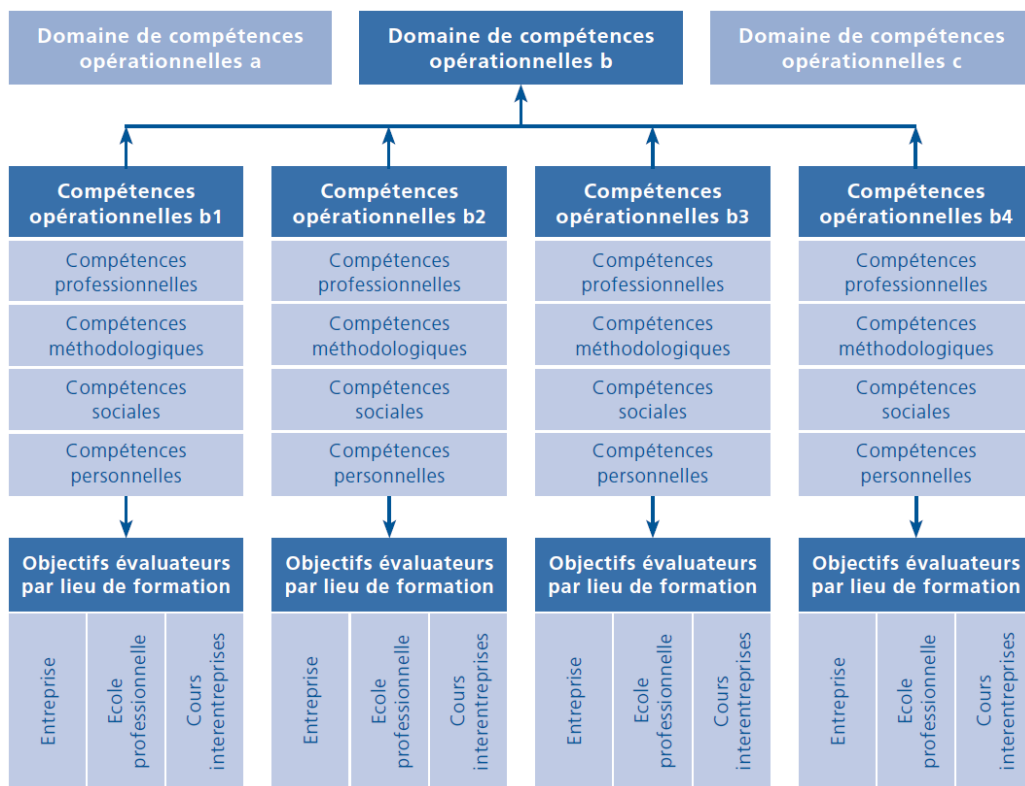 Domaine de compétences
opérationnelles a
Domaine de compétences
opérationnelles b
Domaine de compétences
opérationnelles c
Compétences
opérationnelles b1
Compétences
professionnelles
Compétences
méthodologiques
Compétences
sociales
Compétences
personnelles
Objectifs évaluateurs
par lieu de formation
Entreprise
Ecole
professionnelle
Cours
interentreprises
Compétences
opérationnelles b2
Compétences
professionnelles
Compétences
méthodologiques
Compétences
sociales
Compétences
personnelles
Objectifs évaluateurs
par lieu de formation
Entreprise
Ecole
professionnelle
Cours
interentreprises
Compétences
opérationnelles b3
Compétences
professionnelles
Compétences
méthodologiques
Compétences
sociales
Compétences
personnelles
Objectifs évaluateurs
par lieu de formation
Entreprise
Ecole
professionnelle
Cours
interentreprises
Compétences
opérationnelles b4
Compétences
professionnelles
Compétences
méthodologiques
Compétences
sociales
Compétences
personnelles
Objectifs évaluateurs
par lieu de formation
Entreprise
Ecole
professionnelle
Cours
interentreprises